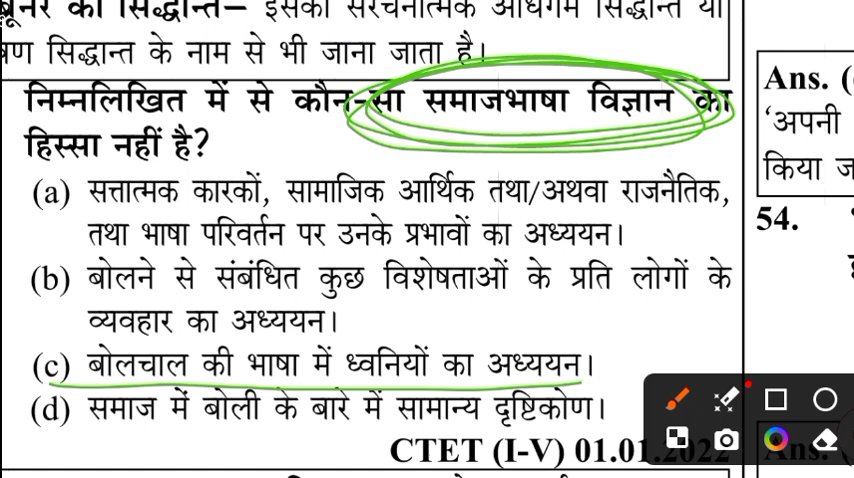 ब्रूनर का सिद्धान्त– इसको संरचनात्मक अधिगम सिद्धान्त या
सिद्धान्त के नाम से भी जाना जाता है।
निम्नलिखित में से कौन-सा समाजभाषा विज्ञान का
हिस्सा नहीं है?
(a) सत्तात्मक कारकों, सामाजिक आर्थिक तथा/अथवा राजनैतिक,
तथा भाषा परिवर्तन पर उनके प्रभावों का अध्ययन।
(b) बोलने से संबंधित कुछ विशेषताओं के प्रति लोगों के
व्यवहार का अध्ययन।
(c) बोलचाल की भाषा में ध्वनियों का अध्ययन।
(d) समाज में बोली के बारे में सामान्य दृष्टिकोण।
CTET (I-V) 01.01.2022
Ans. (
‘अपनी
किया
54.
Ans. (